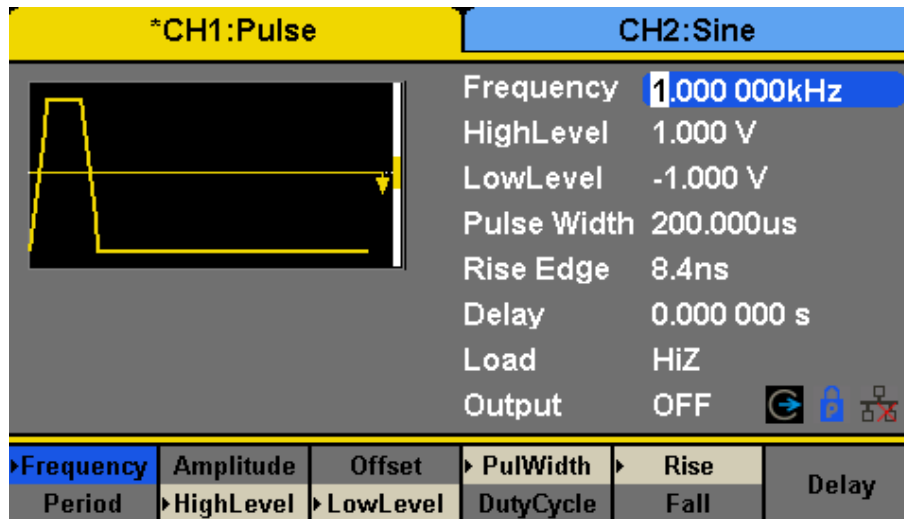 *CH1:Pulse
CH2:Sine
Frequency 1.000 000kHz
HighLevel 1.000 V
LowLevel -1.000 V
Pulse Width 200.000us
Rise Edge 8.4ns
Delay 0.000 000 s
Load HiZ
Output OFF P
Frequency Amplitude Offset PulWidth Rise Delay
Period HighLevel LowLevel DutyCycle Fall